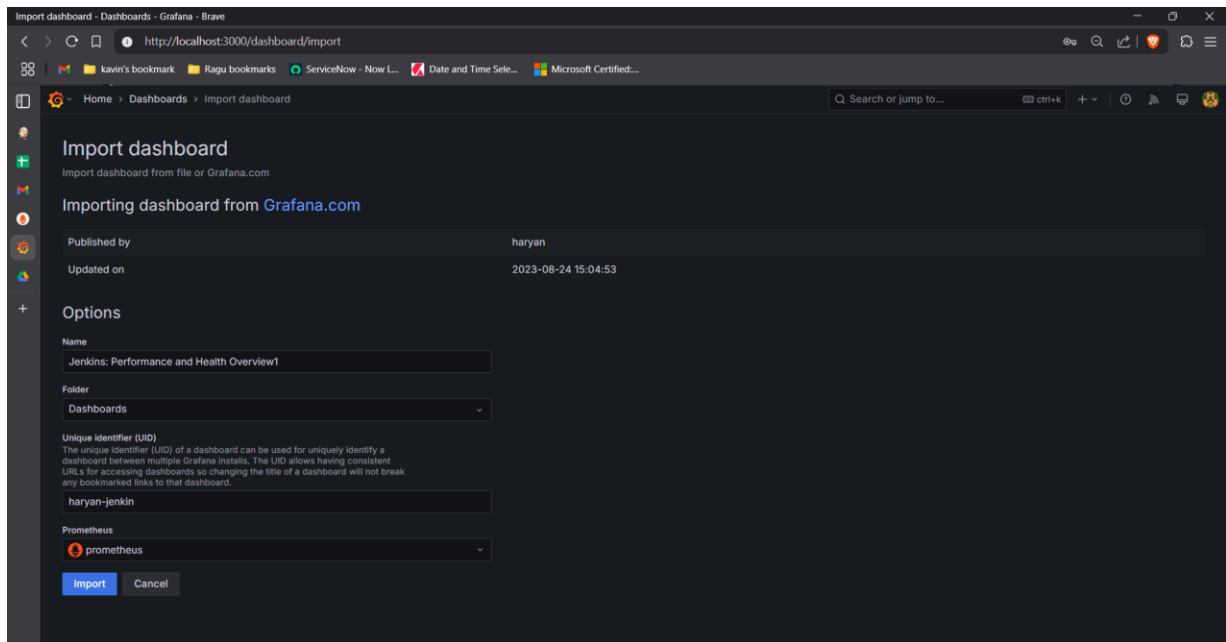 Import dashboard - Dashboards - Grafana - Brave
http://localhost:3000/dashboard/import
kavin's bookmark Ragu bookmarks ServiceNow - Now L... Date and Time Sele... Microsoft Certified:...
Home > Dashboards > Import dashboard Search or jump to... ctrl+k
Import dashboard
Import dashboard from file or Grafana.com
Importing dashboard from Grafana.com
Published by haryan
Updated on 2023-08-24 15:04:53
Options
Name
Jenkins: Performance and Health Overview1
Folder
Dashboards
Unique identifier (UID)
The unique identifier (UID) of a dashboard can be used for uniquely identify a
dashboard between multiple Grafana installs. The UID allows having consistent
URLs for accessing dashboards so changing the title of a dashboard will not break
any bookmarked links to that dashboard.
haryan-jenkin
Prometheus
prometheus
Import Cancel